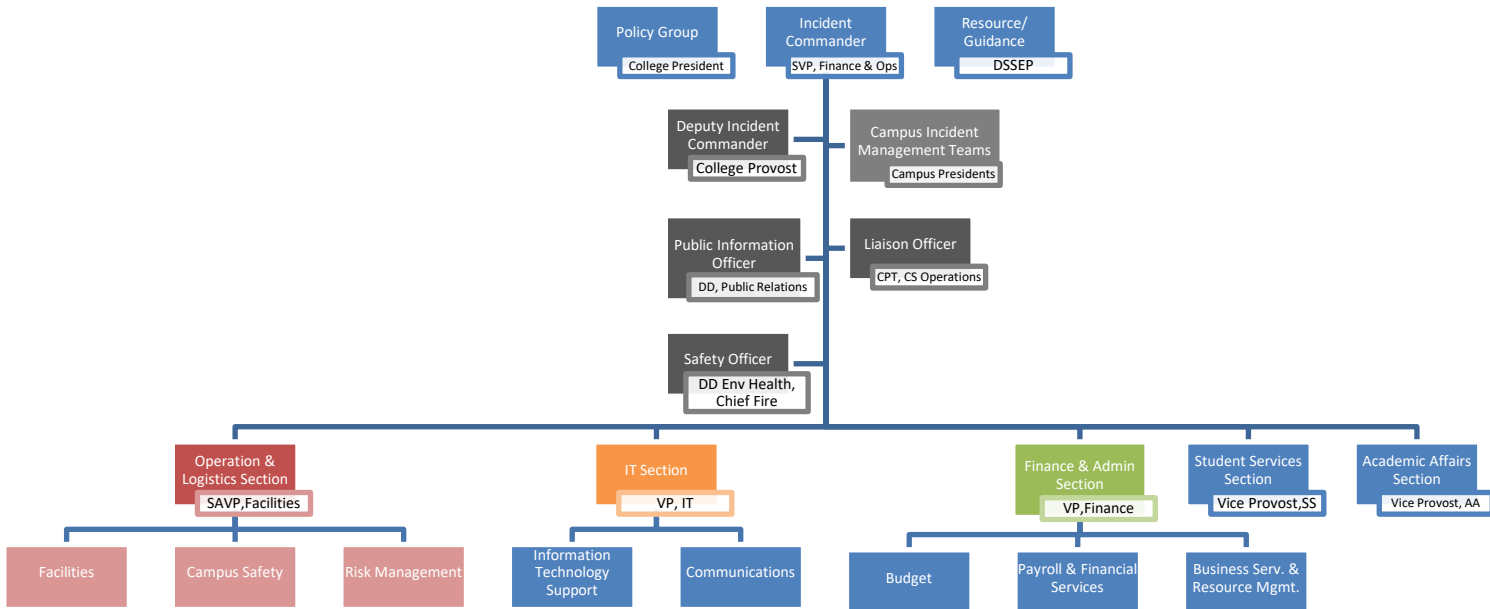 Policy Group
College President
Incident
Commander
SVP, Finance & Ops
Resource/
Guidance
DSSEP
Deputy Incident
Commander
College Provost
Campus Incident
Management Teams
Campus Presidents
Public Information
Officer
DD, Public Relations
Liaison Officer
CPT, CS Operations
Safety Officer
DD Env Health,
Chief Fire
Operation &
Logistics Section
SAVP,Facilities
IT Section
VP, IT
Finance & Admin
Section
VP,Finance
Student Services
Section
Vice Provost,SS
Academic Affairs
Section
Vice Provost, AA
Facilities
Campus Safety
Risk Management
Information
Technology
Support
Communications
Budget
Payroll & Financial
Services
Business Serv. &
Resource Mgmt.